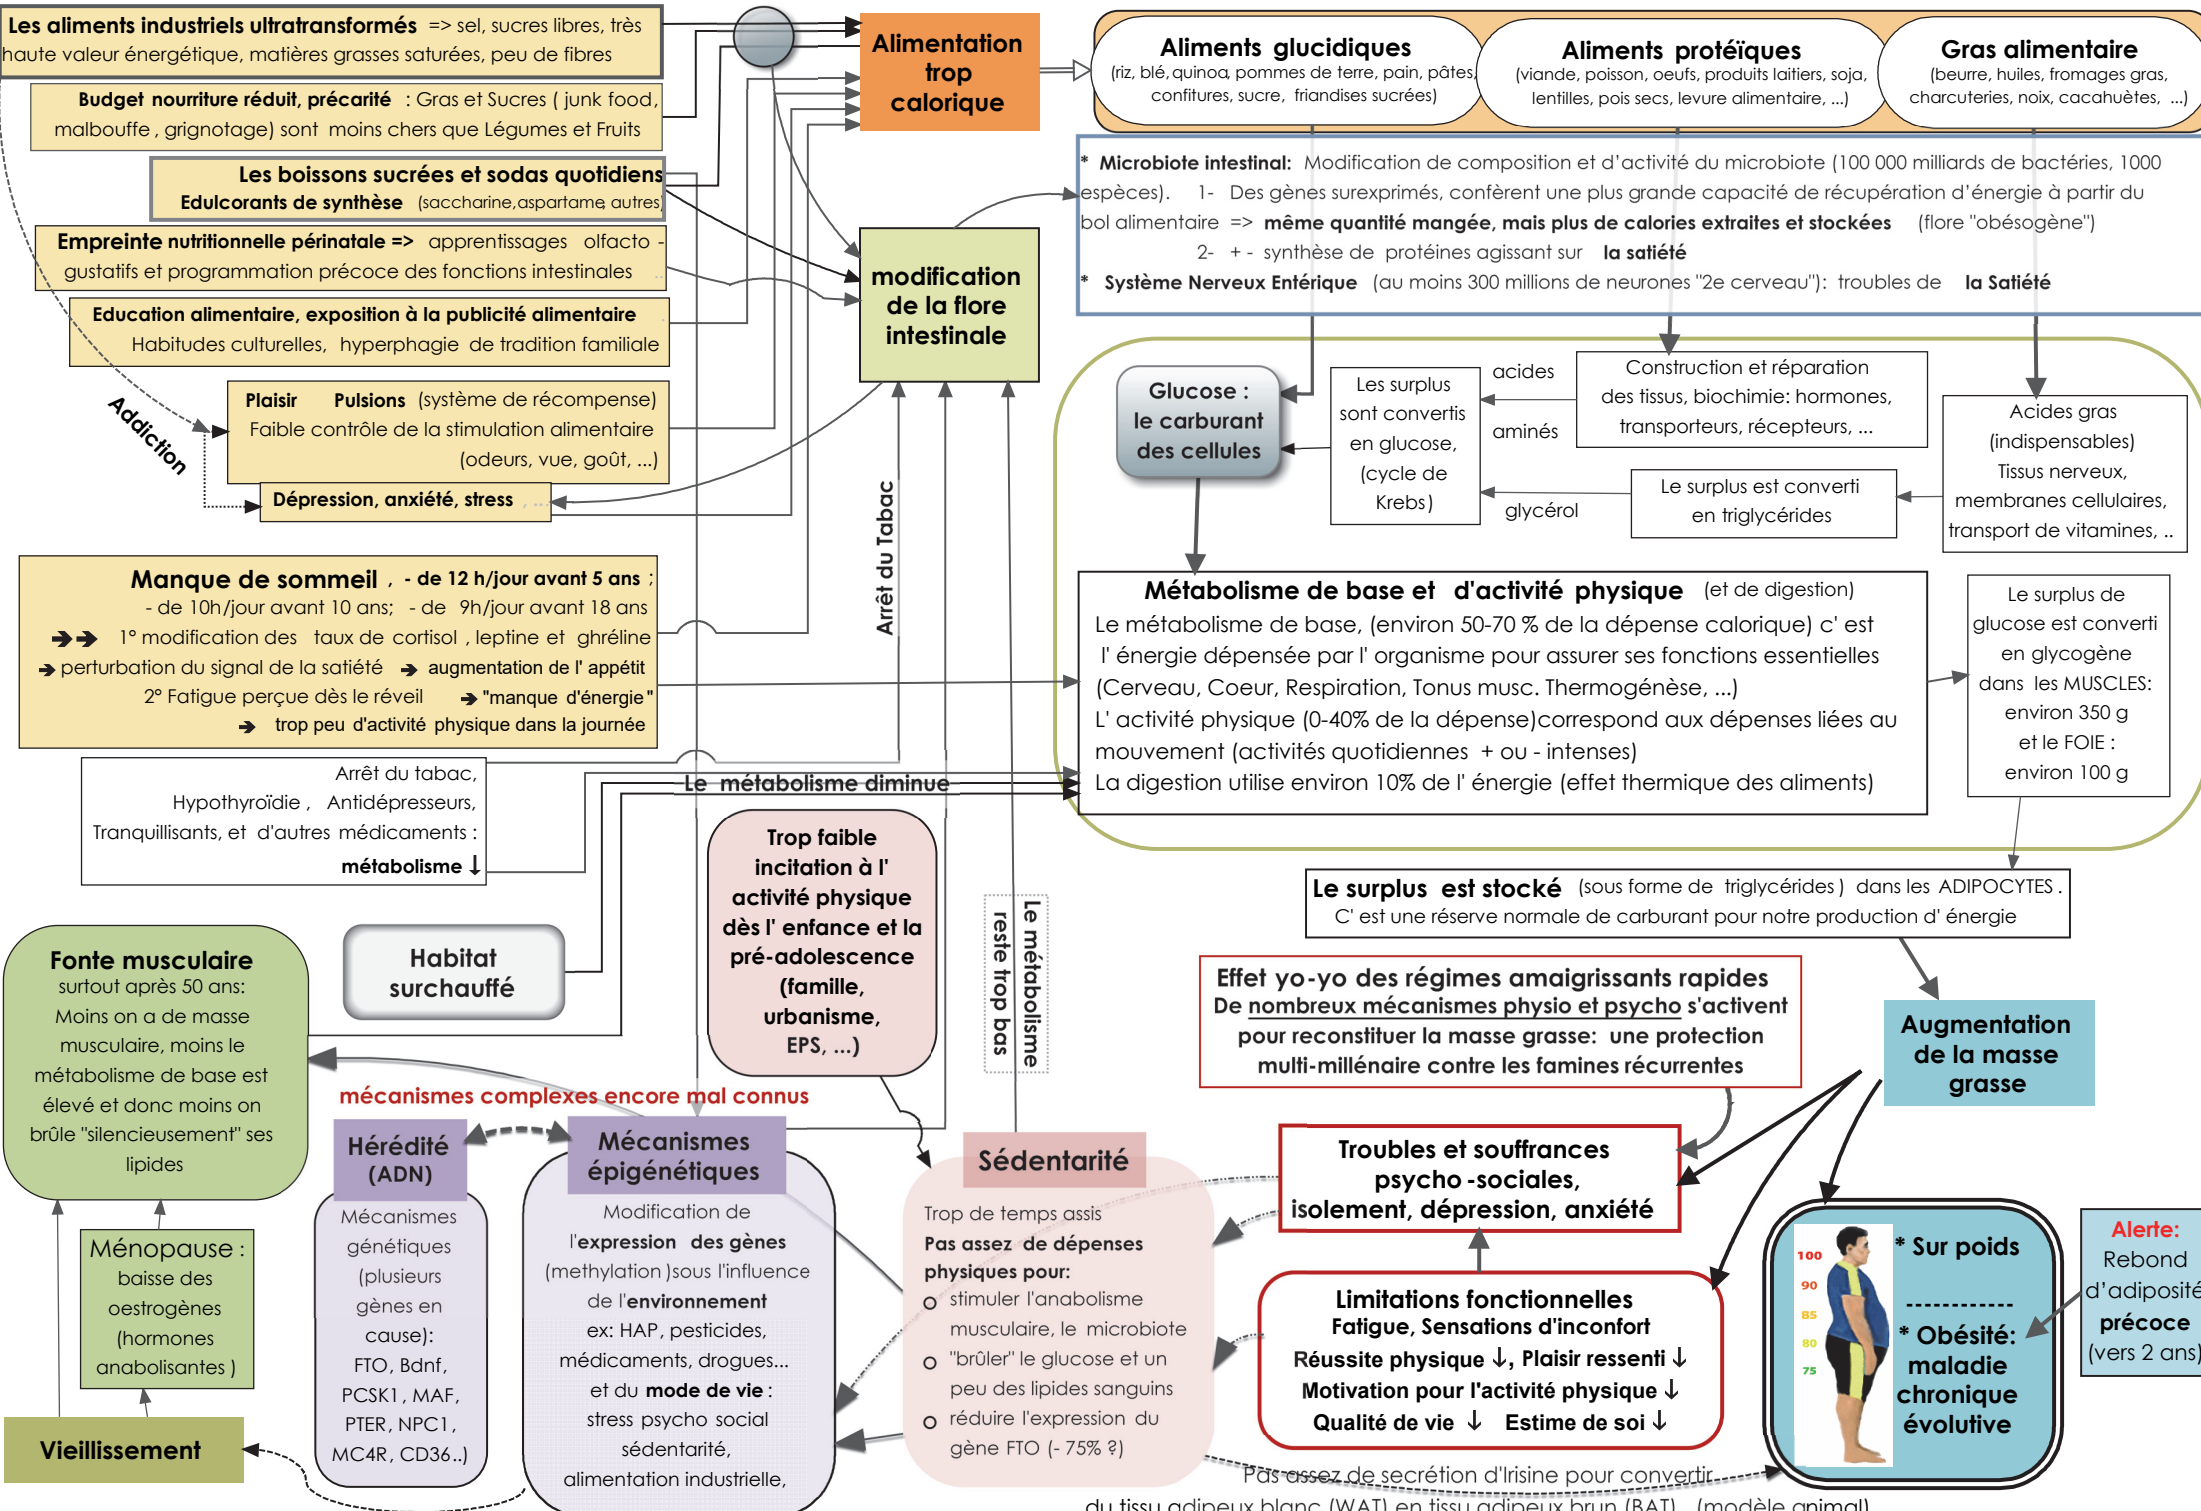 Les aliments industriels ultratransformés => sel, sucres libres, très
haute valeur énergétique, matières grasses saturées, peu de fibres
Budget nourriture réduit, précarité : Gras et Sucres ( junk food,
malbouffe , grignotage) sont moins chers que Légumes et Fruits
Les boissons sucrées et sodas quotidiens
Edulcorants de synthèse (saccharine,aspartame, autres)
Empreinte nutritionnelle périnatale => apprentissages olfacto -
gustatifs et programmation précoce des fonctions intestinales
Education alimentaire, exposition à la publicité alimentaire
Habitudes culturelles, hyperphagie de tradition familiale
Addiction
Plaisir Pulsions (système de récompense)
Faible contrôle de la stimulation alimentaire
(odeurs, vue, goût, ...)
Dépression, anxiété, stress , ...
Manque de sommeil , - de 12 h/jour avant 5 ans ;
- de 10h/jour avant 10 ans; - de 9h/jour avant 18 ans
➔➔ 1° modification des taux de cortisol , leptine et ghréline
➔ perturbation du signal de la satiété ➔ augmentation de l' appétit
2° Fatigue perçue dès le réveil ➔ "manque d'énergie"
➔ trop peu d'activité physique dans la journée
Arrêt du tabac,
Hypothyroïdie , Antidépresseurs,
Tranquillisants, et d'autres médicaments :
métabolisme ↓
Le métabolisme diminue
Arrêt du Tabac
Alimentation
trop
calorique
modification
de la flore
intestinale
Aliments glucidiques
(riz, blé, quinoa, pommes de terre, pain, pâtes,
confitures, sucre, friandises sucrées)
Aliments protéïques
(viande, poisson, oeufs, produits laitiers, soja,
lentilles, pois secs, levure alimentaire, ...)
Gras alimentaire
(beurre, huiles, fromages gras,
charcuteries, noix, cacahuètes, ...)
* Microbiote intestinal: Modification de composition et d'activité du microbiote (100 000 milliards de bactéries, 1000
espèces). 1- Des gènes surexprimés, confèrent une plus grande capacité de récupération d'énergie à partir du
bol alimentaire => même quantité mangée, mais plus de calories extraites et stockées (flore "obésogène")
2- + - synthèse de protéines agissant sur la satiété
* Système Nerveux Entérique (au moins 300 millions de neurones "2e cerveau"): troubles de la Satiété
Glucose :
le carburant
des cellules
Les surplus
sont convertis
en glucose,
(cycle de
Krebs)
acides
aminés
glycérol
Construction et réparation
des tissus, biochimie: hormones,
transporteurs, récepteurs, ...
Le surplus est converti
en triglycérides
Acides gras
(indispensables)
Tissus nerveux,
membranes cellulaires,
transport de vitamines, ..
Métabolisme de base et d'activité physique (et de digestion)
Le métabolisme de base, (environ 50-70 % de la dépense calorique) c' est
l' énergie dépensée par l' organisme pour assurer ses fonctions essentielles
(Cerveau, Coeur, Respiration, Tonus musc. Thermogénèse, ...)
L' activité physique (0-40% de la dépense)correspond aux dépenses liées au
mouvement (activités quotidiennes + ou - intenses)
La digestion utilise environ 10% de l' énergie (effet thermique des aliments)
Le surplus de
glucose est converti
en glycogène
dans les MUSCLES:
environ 350 g
et le FOIE :
environ 100 g
Le surplus est stocké (sous forme de triglycérides ) dans les ADIPOCYTES .
C' est une réserve normale de carburant pour notre production d' énergie
Fonte musculaire
surtout après 50 ans:
Moins on a de masse
musculaire, moins le
métabolisme de base est
élevé et donc moins on
brûle "silencieusement" ses
lipides
Habitat
surchauffé
Trop faible
incitation à l'
activité physique
dès l' enfance et la
pré-adolescence
(famille,
urbanisme,
EPS, ...)
Le métabolisme
reste trop bas
Effet yo-yo des régimes amaigrissants rapides
De nombreux mécanismes physio et psycho s'activent
pour reconstituer la masse grasse: une protection
multi-millénaire contre les famines récurrentes
Augmentation
de la masse
grasse
mécanismes complexes encore mal connus
Ménopause :
baisse des
oestrogènes
(hormones
anabolisantes )
Vieillissement
Hérédité
(ADN)
Mécanismes
génétiques
(plusieurs
gènes en
cause):
FTO, Bdnf,
PCSK1 , MAF,
PTER, NPC1,
MC4R, CD36..)
Mécanismes
épigénétiques
Modification de
l'expression des gènes
(methylation )sous l'influence
de l'environnement
ex: HAP, pesticides,
médicaments, drogues...
et du mode de vie :
stress psycho social
sédentarité,
alimentation industrielle,
Sédentarité
Trop de temps assis
Pas assez de dépenses
physiques pour:
o stimuler l'anabolisme
musculaire, le microbiote
o "brûler" le glucose et un
peu des lipides sanguins
o réduire l'expression du
gène FTO (- 75% ?)
Troubles et souffrances
psycho -sociales,
isolement, dépression, anxiété
Limitations fonctionnelles
Fatigue, Sensations d'inconfort
Réussite physique ↓, Plaisir ressenti ↓
Motivation pour l'activité physique ↓
Qualité de vie ↓ Estime de soi ↓
100
90
85
80
75
* Sur poids
------------
* Obésité:
maladie
chronique
évolutive
Alerte:
Rebond
d'adiposité
précoce
(vers 2 ans)
Pas assez de secrétion d'Irisine pour convertir
du tissu adipeux blanc (WAT) en tissu adipeux brun (BAT) (modèle animal)